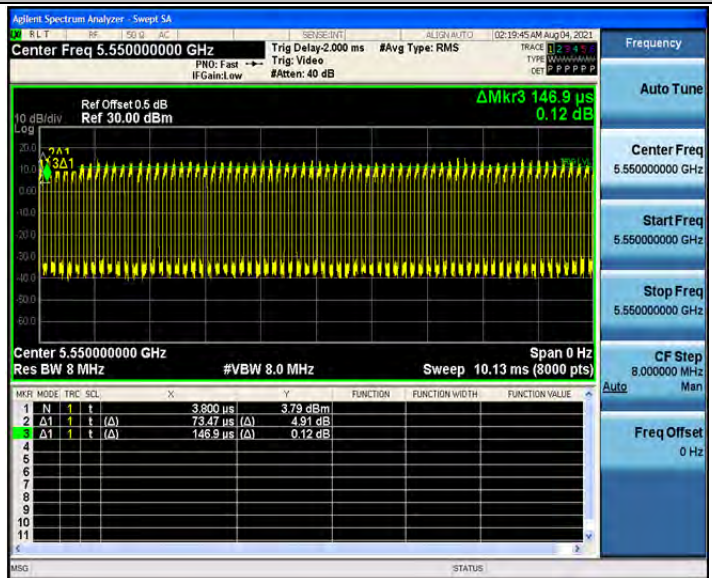 Agilent Spectrum Analyzer - Swept SA
RLT RF 50 Ω AC SENSE:INT ALIGN AUTO 02:19:45 AM Aug 04, 2021
Center Freq 5.550000000 GHz
PNO: Fast
IFGain:Low
Trig Delay-2.000 ms
Trig: Video
#Atten: 40 dB
#Avg Type: RMS
TRACE 1 2 3 4 5 6
TYPE
DET P P P P P P
ΔMkr3 146.9 µs
0.12 dB
Ref Offset 0.5 dB
Ref 30.00 dBm
10 dB/div
Log
20.0
10.0
0.00
-10.0
-20.0
-30.0
-40.0
-50.0
-60.0
2Δ1
3Δ1
Center 5.550000000 GHz Span 0 Hz
Res BW 8 MHz #VBW 8.0 MHz Sweep 10.13 ms (8000 pts)
MKR MODE TRC SCL X Y FUNCTION FUNCTION WIDTH FUNCTION VALUE
1 N 1 t 3.800 µs 3.79 dBm
2 Δ1 1 t (Δ) 73.47 µs (Δ) 4.91 dB
3 Δ1 1 t (Δ) 146.9 µs (Δ) 0.12 dB
4
5
6
7
8
9
10
11
MSG STATUS
Frequency
Auto Tune
Center Freq
5.550000000 GHz
Start Freq
5.550000000 GHz
Stop Freq
5.550000000 GHz
CF Step
8.000000 MHz
Auto Man
Freq Offset
0 Hz